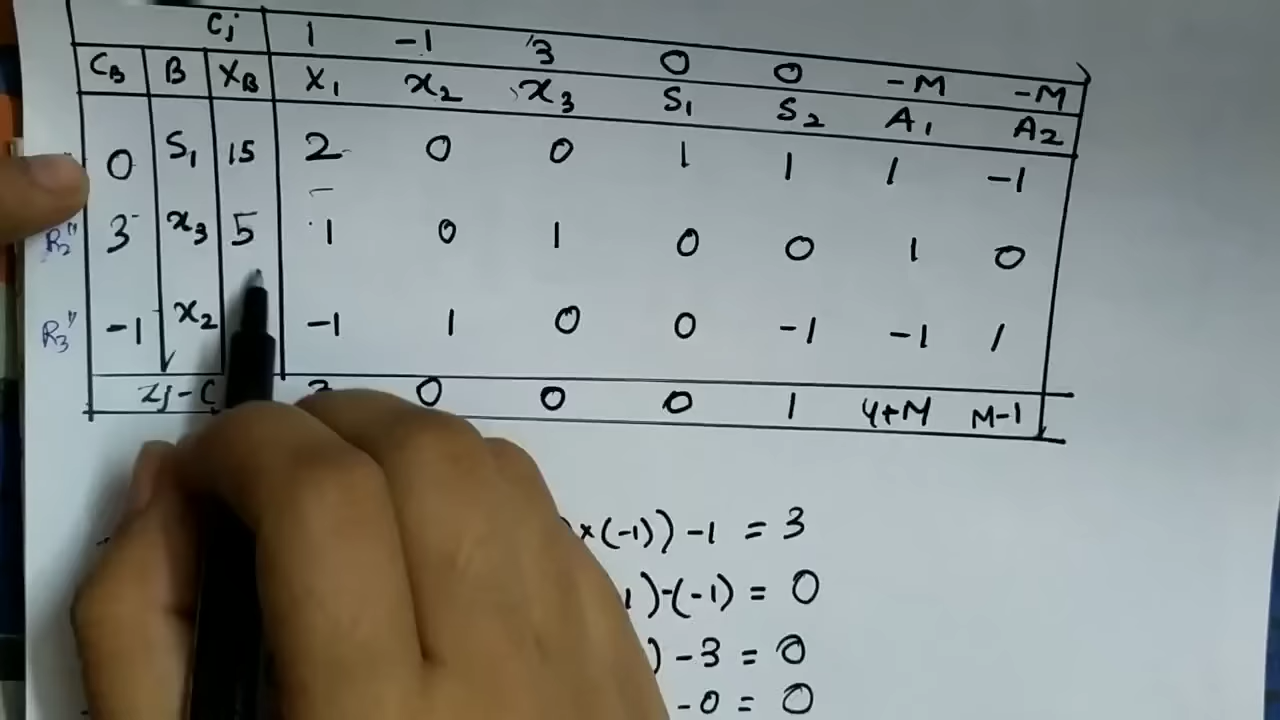 Cj 1 -1 3 0 0 -M -M
CB B XB X1 x2 x3 S1 S2 A1 A2
0 S1 15 2 0 0 1 1 1 -1
R2" 3 x3 5 1 0 1 0 0 1 0
R3" -1 x2 -1 1 0 0 -1 -1 1
Zj-C 0 0 0 1 4+M M-1
×(-1))-1 = 3
1)-(-1) = 0
)-3 = 0
-0 = 0